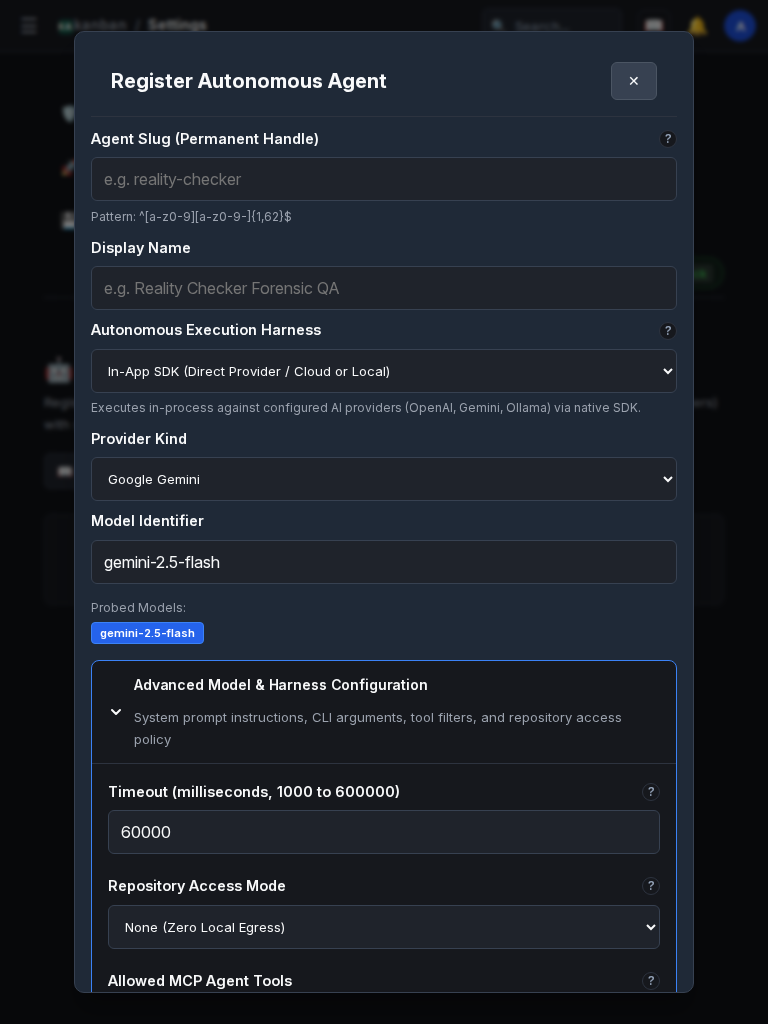 kanban / Settings
Search...
Register Autonomous Agent
×
Agent Slug (Permanent Handle)
?
e.g. reality-checker
Pattern: ^[a-z0-9][a-z0-9-]{1,62}$
Display Name
e.g. Reality Checker Forensic QA
Autonomous Execution Harness
?
In-App SDK (Direct Provider / Cloud or Local)
Executes in-process against configured AI providers (OpenAI, Gemini, Ollama) via native SDK.
Provider Kind
Google Gemini
Model Identifier
gemini-2.5-flash
Probed Models:
gemini-2.5-flash
Advanced Model & Harness Configuration
System prompt instructions, CLI arguments, tool filters, and repository access
policy
Timeout (milliseconds, 1000 to 600000)
?
60000
Repository Access Mode
?
None (Zero Local Egress)
Allowed MCP Agent Tools
?